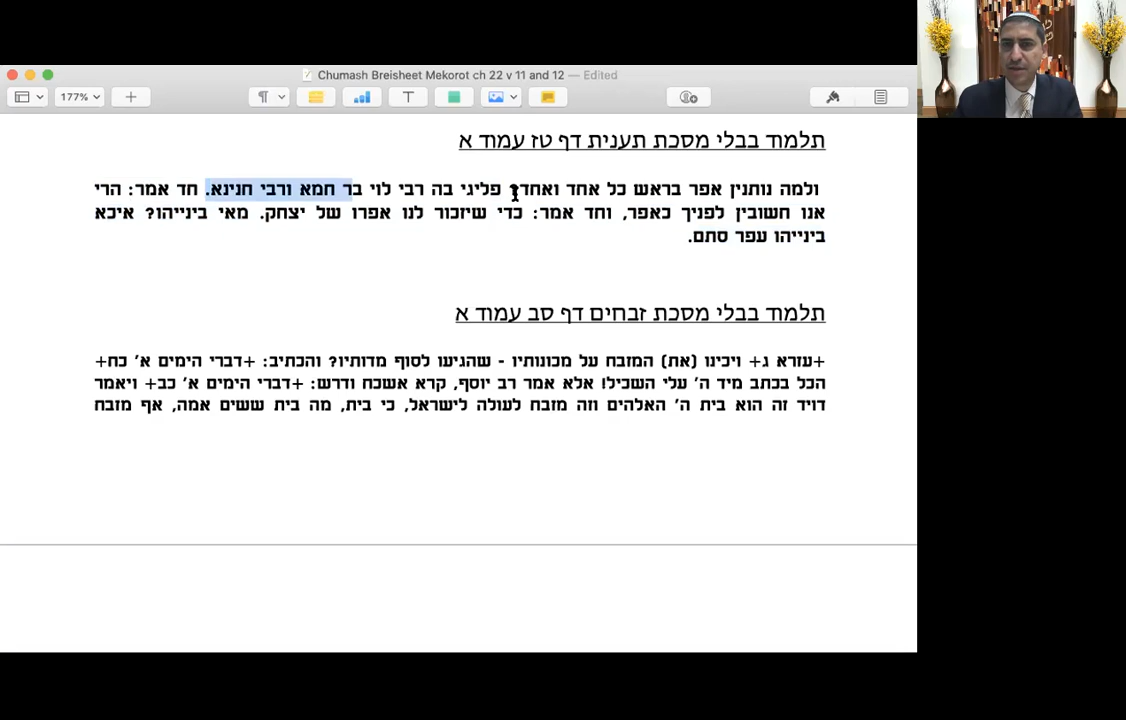 Chumash Breisheet Mekorot ch 22 v 11 and 12 — Edited
177%
תלמוד בבלי מסכת תענית דף טז עמוד א
ולמה נותנין אפר בראש כל אחד ואחד? פליגי בה רבי לוי בר חמא ורבי חנינא. חד אמר: הרי
אנו חשובין לפניך כאפר, וחד אמר: כדי שיזכור לנו אפרו של יצחק. מאי בינייהו? איכא
בינייהו עפר סתם.
תלמוד בבלי מסכת זבחים דף סב עמוד א
+עזרא ג+ ויכינו (את) המזבח על מכונותיו - שהגיעו לסוף מדותיו? והכתיב: +דברי הימים א' כח+
הכל בכתב מיד ה' עלי השכיל! אלא אמר רב יוסף, קרא אשכח ודרש: +דברי הימים א' כב+ ויאמר
דויד זה הוא בית ה' האלהים וזה מזבח לעולה לישראל, כי בית, מה בית ששים אמה, אף מזבח